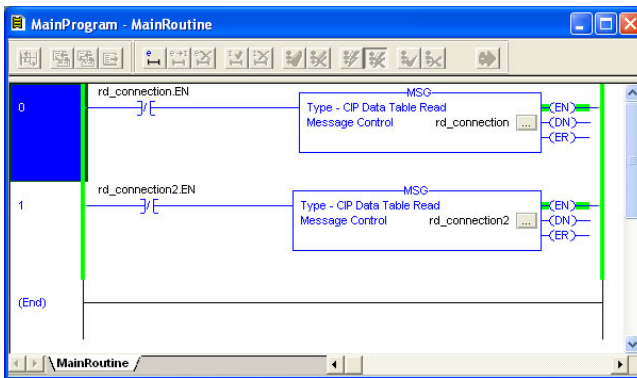 MainProgram - MainRoutine
0
rd_connection.EN
MSG
Type - CIP Data Table Read
Message Control rd_connection ...
EN
DN
ER
1
rd_connection2.EN
MSG
Type - CIP Data Table Read
Message Control rd_connection2 ...
EN
DN
ER
(End)
MainRoutine